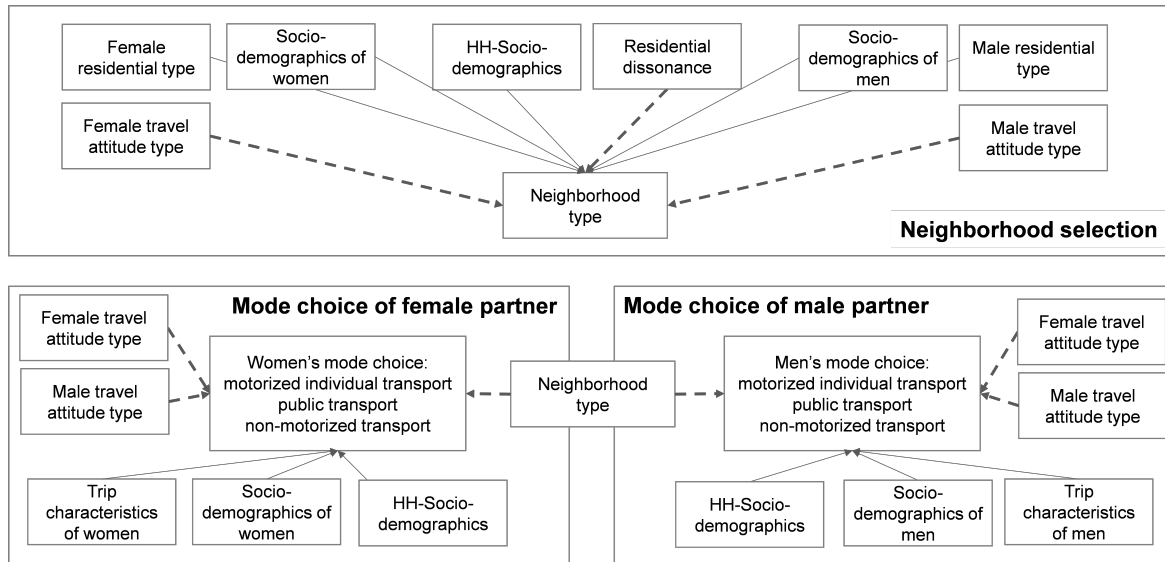 Female
residential type
Socio-
demographics of
women
HH-Socio-
demographics
Residential
dissonance
Socio-
demographics of
men
Male residential
type
Female travel
attitude type
Male travel
attitude type
Neighborhood
type
Neighborhood selection
Mode choice of female partner
Female travel
attitude type
Male travel
attitude type
Women's mode choice:
motorized individual transport
public transport
non-motorized transport
Trip
characteristics
of women
Socio-
demographics of
women
HH-Socio-
demographics
Neighborhood
type
Mode choice of male partner
Men's mode choice:
motorized individual transport
public transport
non-motorized transport
Female travel
attitude type
Male travel
attitude type
HH-Socio-
demographics
Socio-
demographics of
men
Trip
characteristics
of men